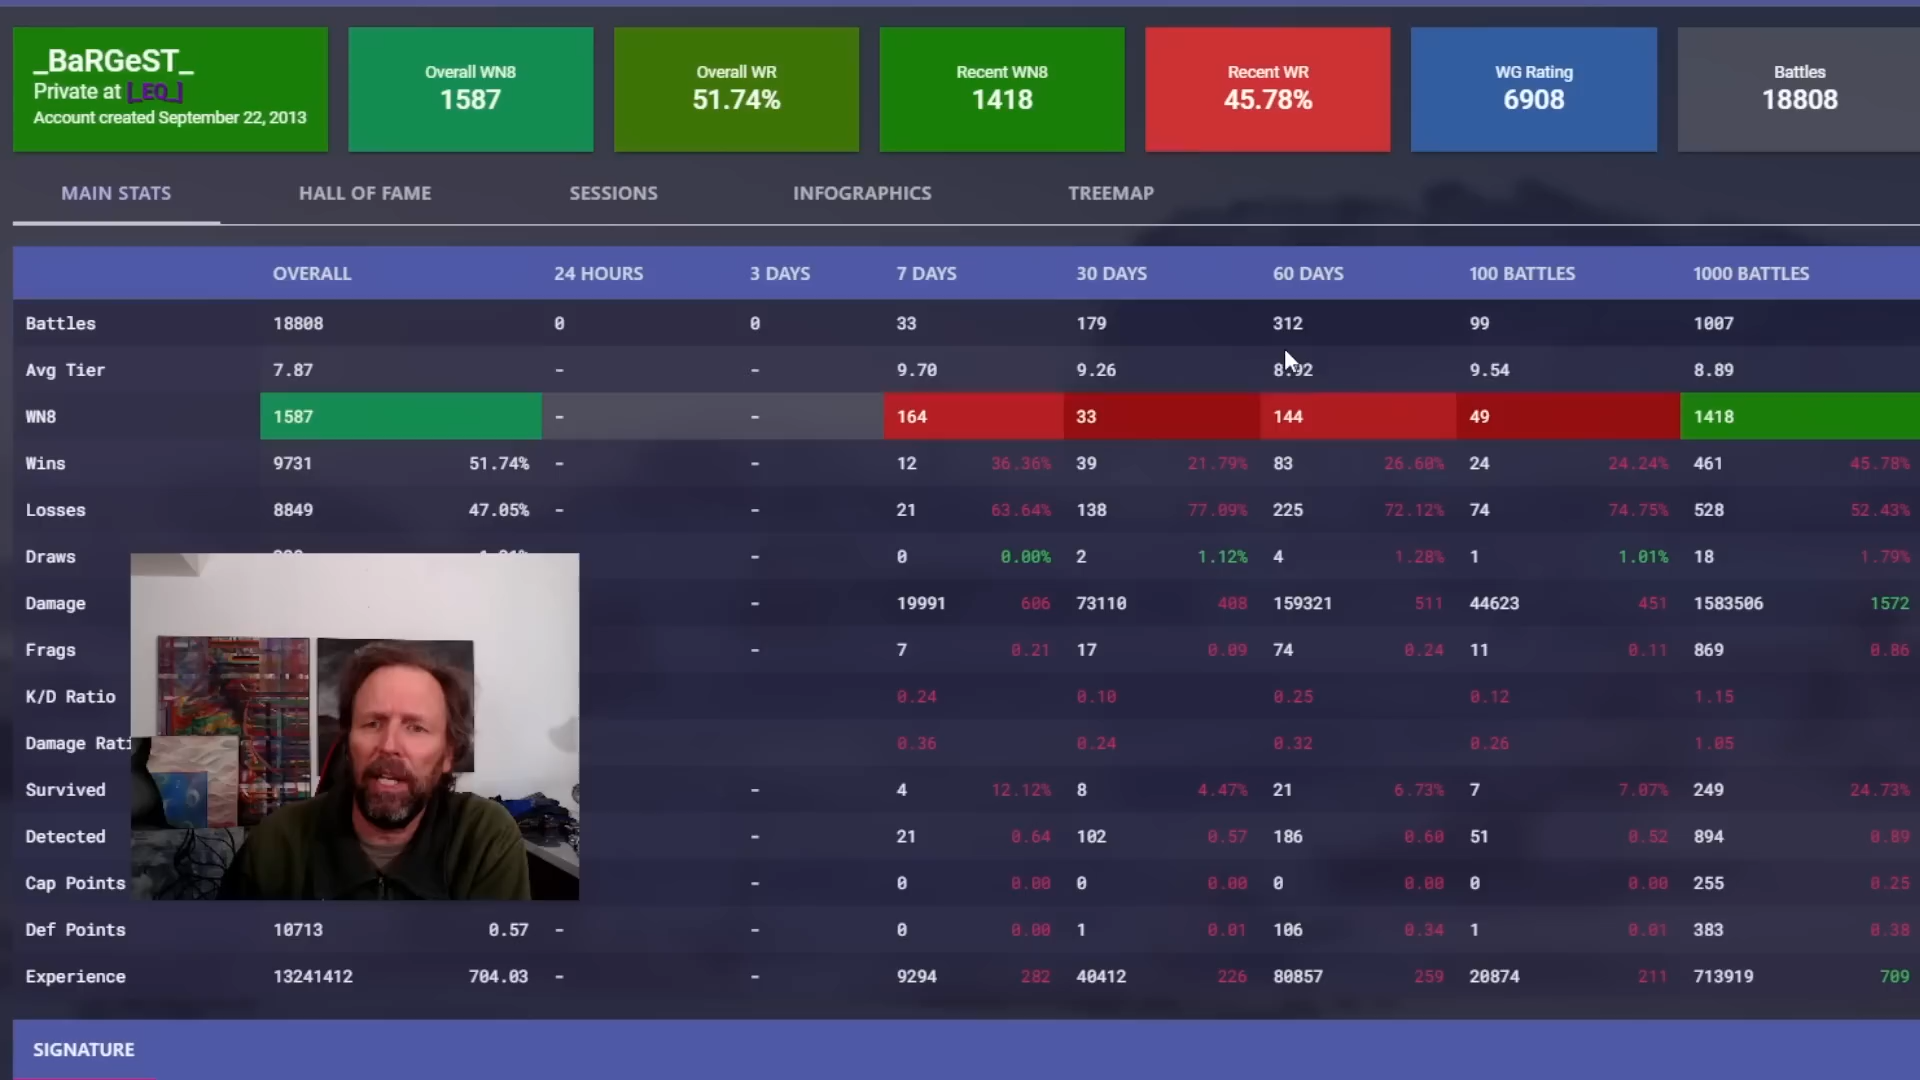 _BaRGeST_
Private at [_EQ_]
Account created September 22, 2013
Overall WN8
1587
Overall WR
51.74%
Recent WN8
1418
Recent WR
45.78%
WG Rating
6908
Battles
18808
MAIN STATS HALL OF FAME SESSIONS INFOGRAPHICS TREEMAP
OVERALL 24 HOURS 3 DAYS 7 DAYS 30 DAYS 60 DAYS 100 BATTLES 1000 BATTLES
Battles 18808 0 0 33 179 312 99 1007
Avg Tier 7.87 - - 9.70 9.26 8.92 9.54 8.89
WN8 1587 - - 164 33 144 49 1418
Wins 9731 51.74% - - 12 36.36% 39 21.79% 83 26.60% 24 24.24% 461 45.78%
Losses 8849 47.05% - - 21 63.64% 138 77.09% 225 72.12% 74 74.75% 528 52.43%
Draws - 0 0.00% 2 1.12% 4 1.28% 1 1.01% 18 1.79%
Damage - 19991 606 73110 408 159321 511 44623 451 1583506 1572
Frags - 7 0.21 17 0.09 74 0.24 11 0.11 869 0.86
K/D Ratio 0.24 0.10 0.25 0.12 1.15
Damage Rati 0.36 0.24 0.32 0.26 1.05
Survived - 4 12.12% 8 4.47% 21 6.73% 7 7.07% 249 24.73%
Detected - 21 0.64 102 0.57 186 0.60 51 0.52 894 0.89
Cap Points - 0 0.00 0 0.00 0 0.00 0 0.00 255 0.25
Def Points 10713 0.57 - - 0 0.00 1 0.01 106 0.34 1 0.01 383 0.38
Experience 13241412 704.03 - - 9294 282 40412 226 80857 259 20874 211 713919 709
SIGNATURE